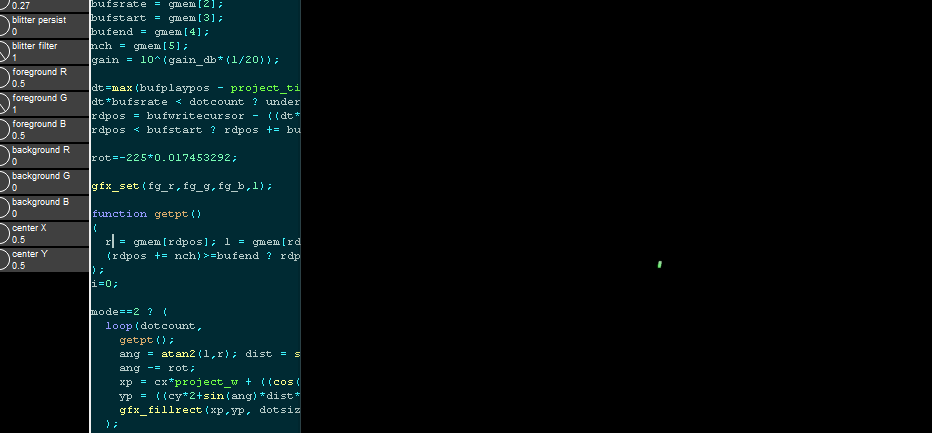 0.27
blitter persist
0
blitter filter
1
foreground R
0.5
foreground G
1
foreground B
0.5
background R
0
background G
0
background B
0
center X
0.5
center Y
0.5
bufsrate = gmem[2];
bufstart = gmem[3];
bufend = gmem[4];
nch = gmem[5];
gain = 10^(gain_db*(1/20));
dt=max(bufplaypos - project_ti
dt*bufsrate < dotcount ? under
rdpos = bufwritecursor - ((dt*
rdpos < bufstart ? rdpos += bu
rot=-225*0.017453292;
gfx_set(fg_r,fg_g,fg_b,1);
function getpt()
(
r = gmem[rdpos]; l = gmem[rd
(rdpos += nch)>=bufend ? rdp
);
i=0;
mode==2 ? (
loop(dotcount,
getpt();
ang = atan2(l,r); dist = s
ang -= rot;
xp = cx*project_w + ((cos(
yp = ((cy*2+sin(ang)*dist*
gfx_fillrect(xp,yp, dotsiz
);